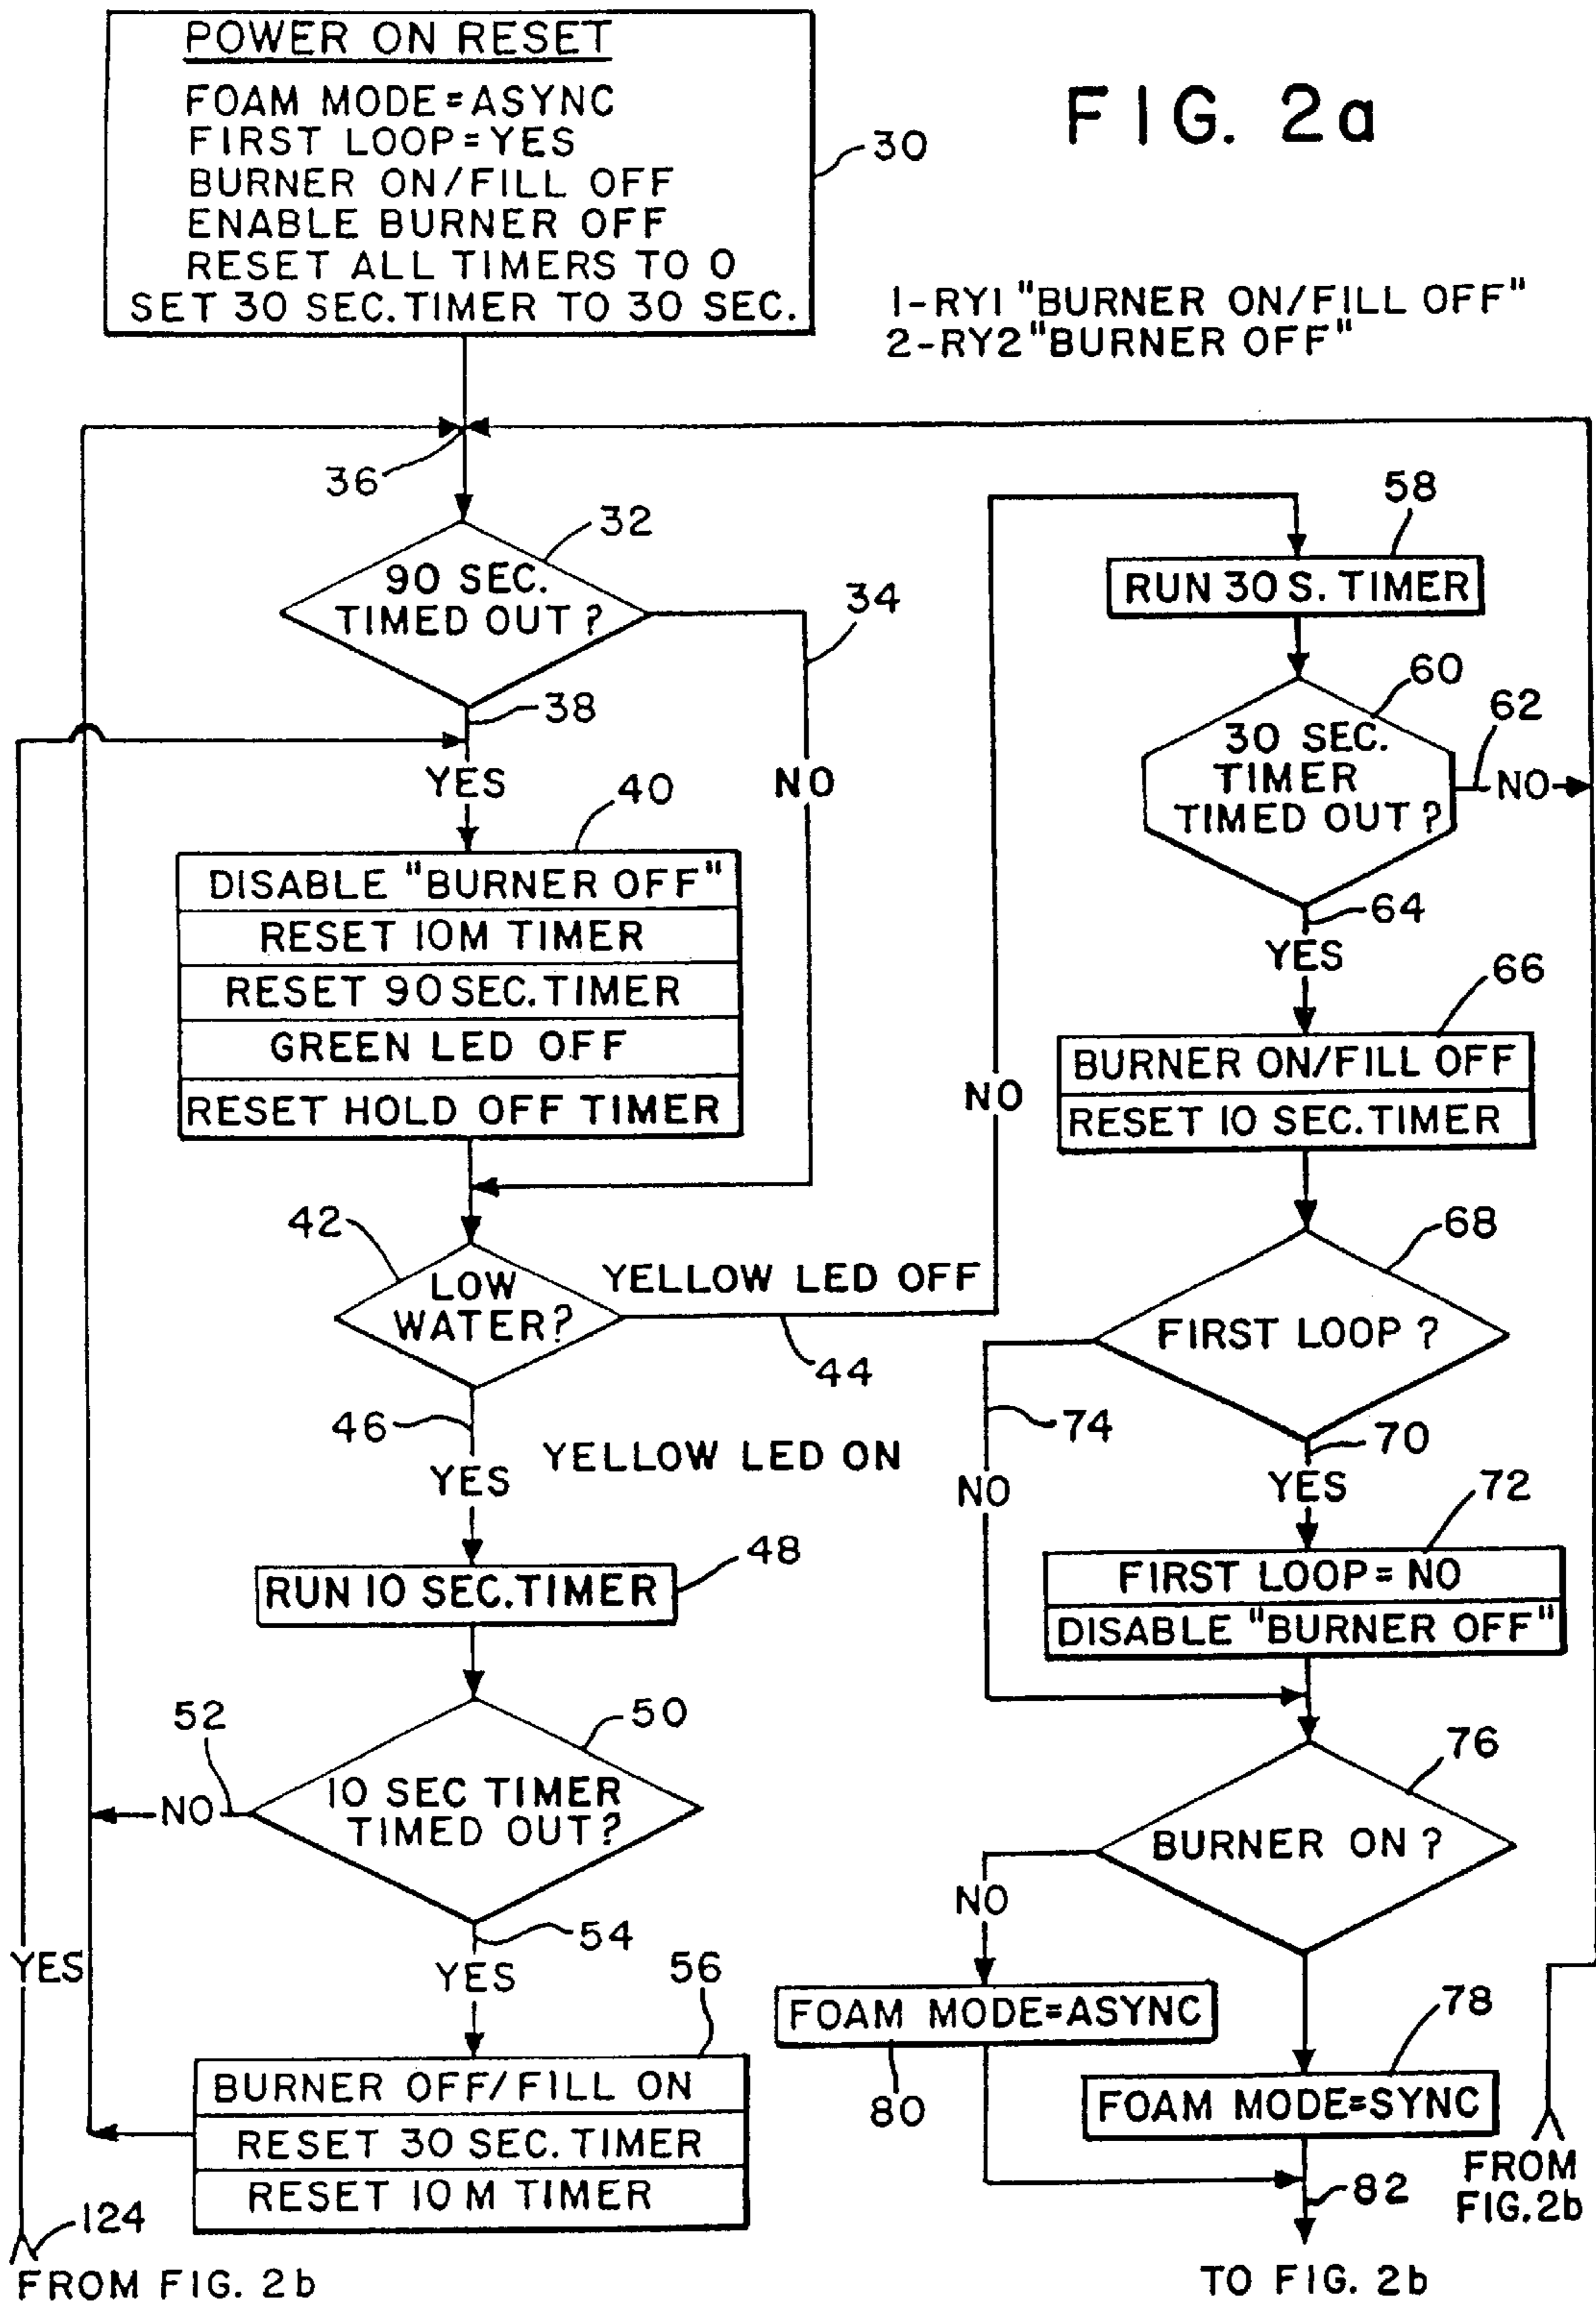 POWER ON RESET
FOAM MODE=ASYNC
FIRST LOOP=YES
BURNER ON/FILL OFF
ENABLE BURNER OFF
RESET ALL TIMERS TO 0
SET 30 SEC. TIMER TO 30 SEC.
30
FIG. 2a
1-RY1 "BURNER ON/FILL OFF"
2-RY2 "BURNER OFF"
36
32
90 SEC.
TIMED OUT?
34
38
YES
NO
40
DISABLE "BURNER OFF"
RESET 10M TIMER
RESET 90 SEC. TIMER
GREEN LED OFF
RESET HOLD OFF TIMER
42
LOW
WATER?
YELLOW LED OFF
44
NO
46
YELLOW LED ON
YES
48
RUN 10 SEC. TIMER
52
50
10 SEC TIMER
TIMED OUT?
NO
54
YES
YES
56
BURNER OFF/FILL ON
RESET 30 SEC. TIMER
RESET 10 M TIMER
124
FROM FIG. 2b
58
RUN 30 S. TIMER
60
62
30 SEC.
TIMER
TIMED OUT?
NO
64
YES
66
BURNER ON/FILL OFF
RESET 10 SEC. TIMER
68
FIRST LOOP?
74
70
NO
YES
72
FIRST LOOP = NO
DISABLE "BURNER OFF"
76
BURNER ON?
NO
FOAM MODE=ASYNC
80
78
FOAM MODE=SYNC
82
FROM
FIG. 2b
TO FIG. 2b